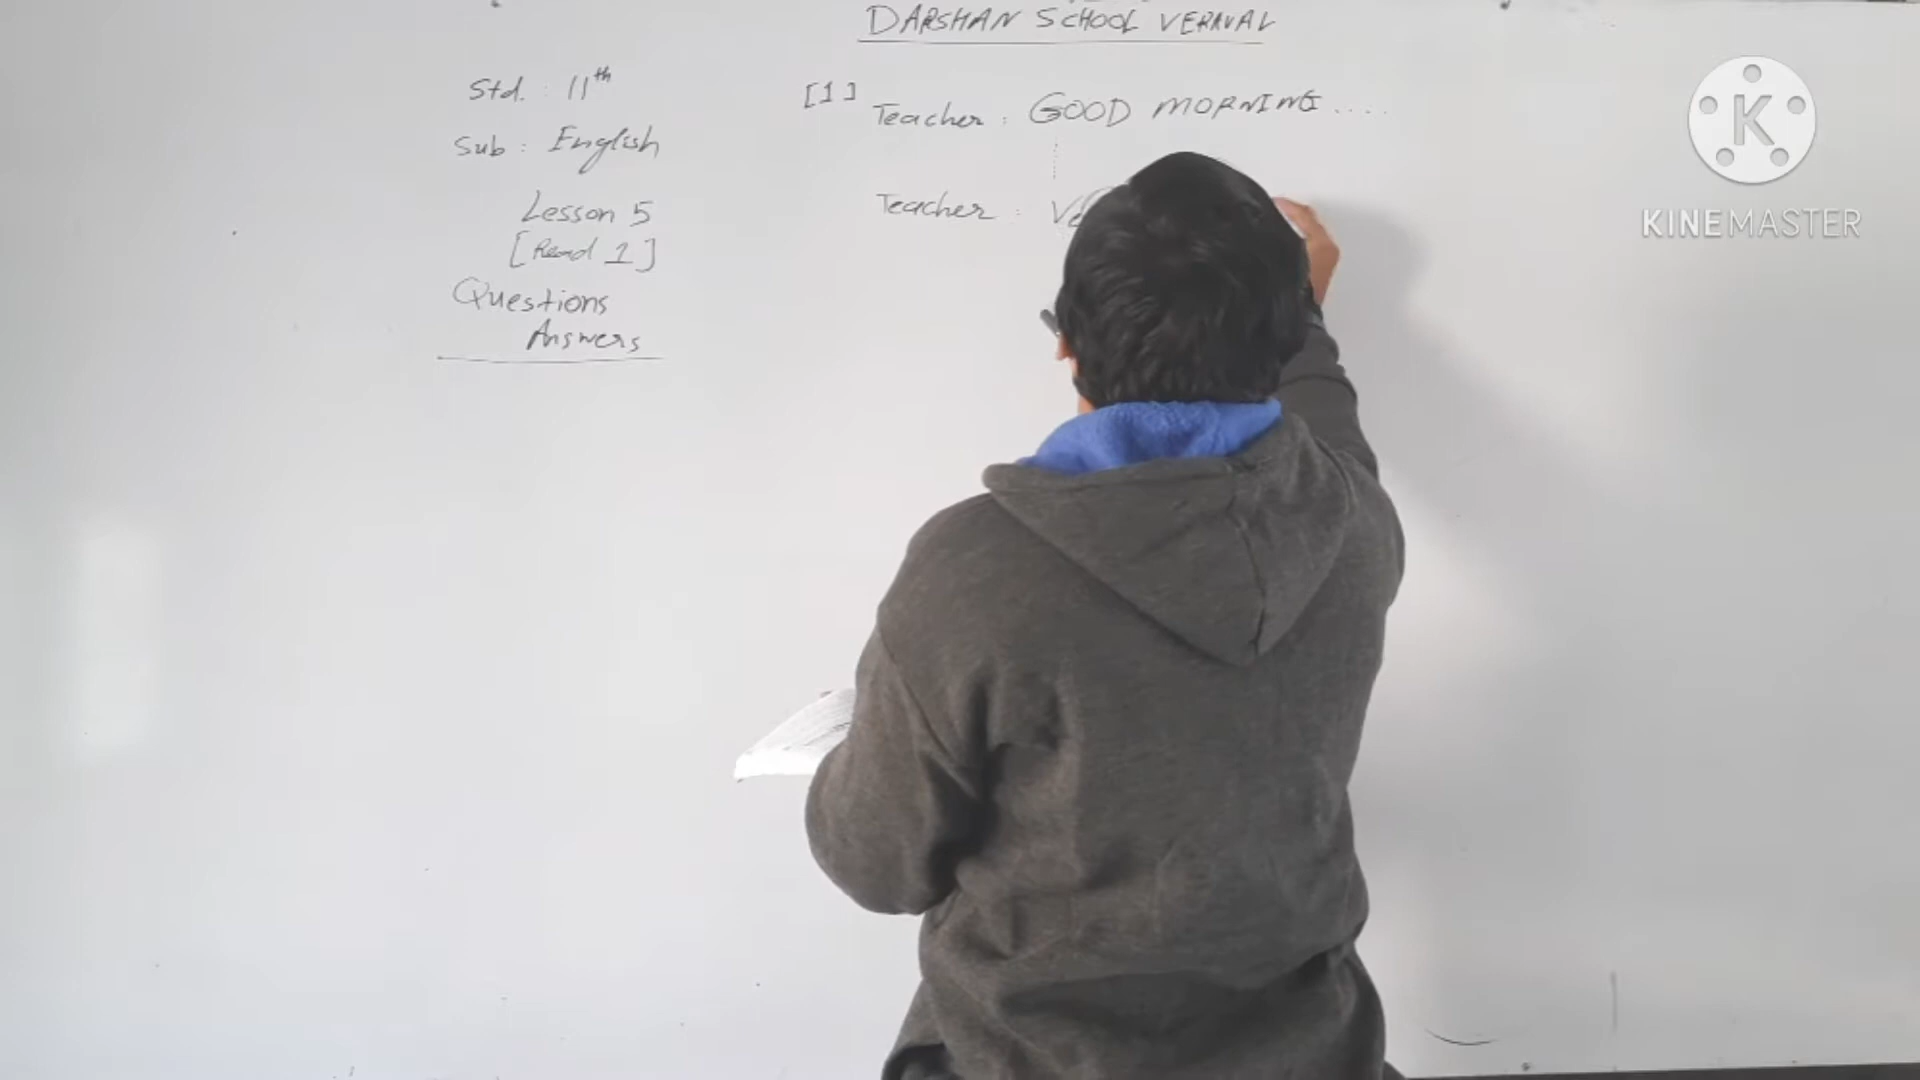 DARSHAN SCHOOL VERAVAL
Std. : 11th
Sub : English
Lesson 5
[Read 1]
Questions
Answers
[1]
Teacher : GOOD MORNING ....
Teacher :
K
KINEMASTER